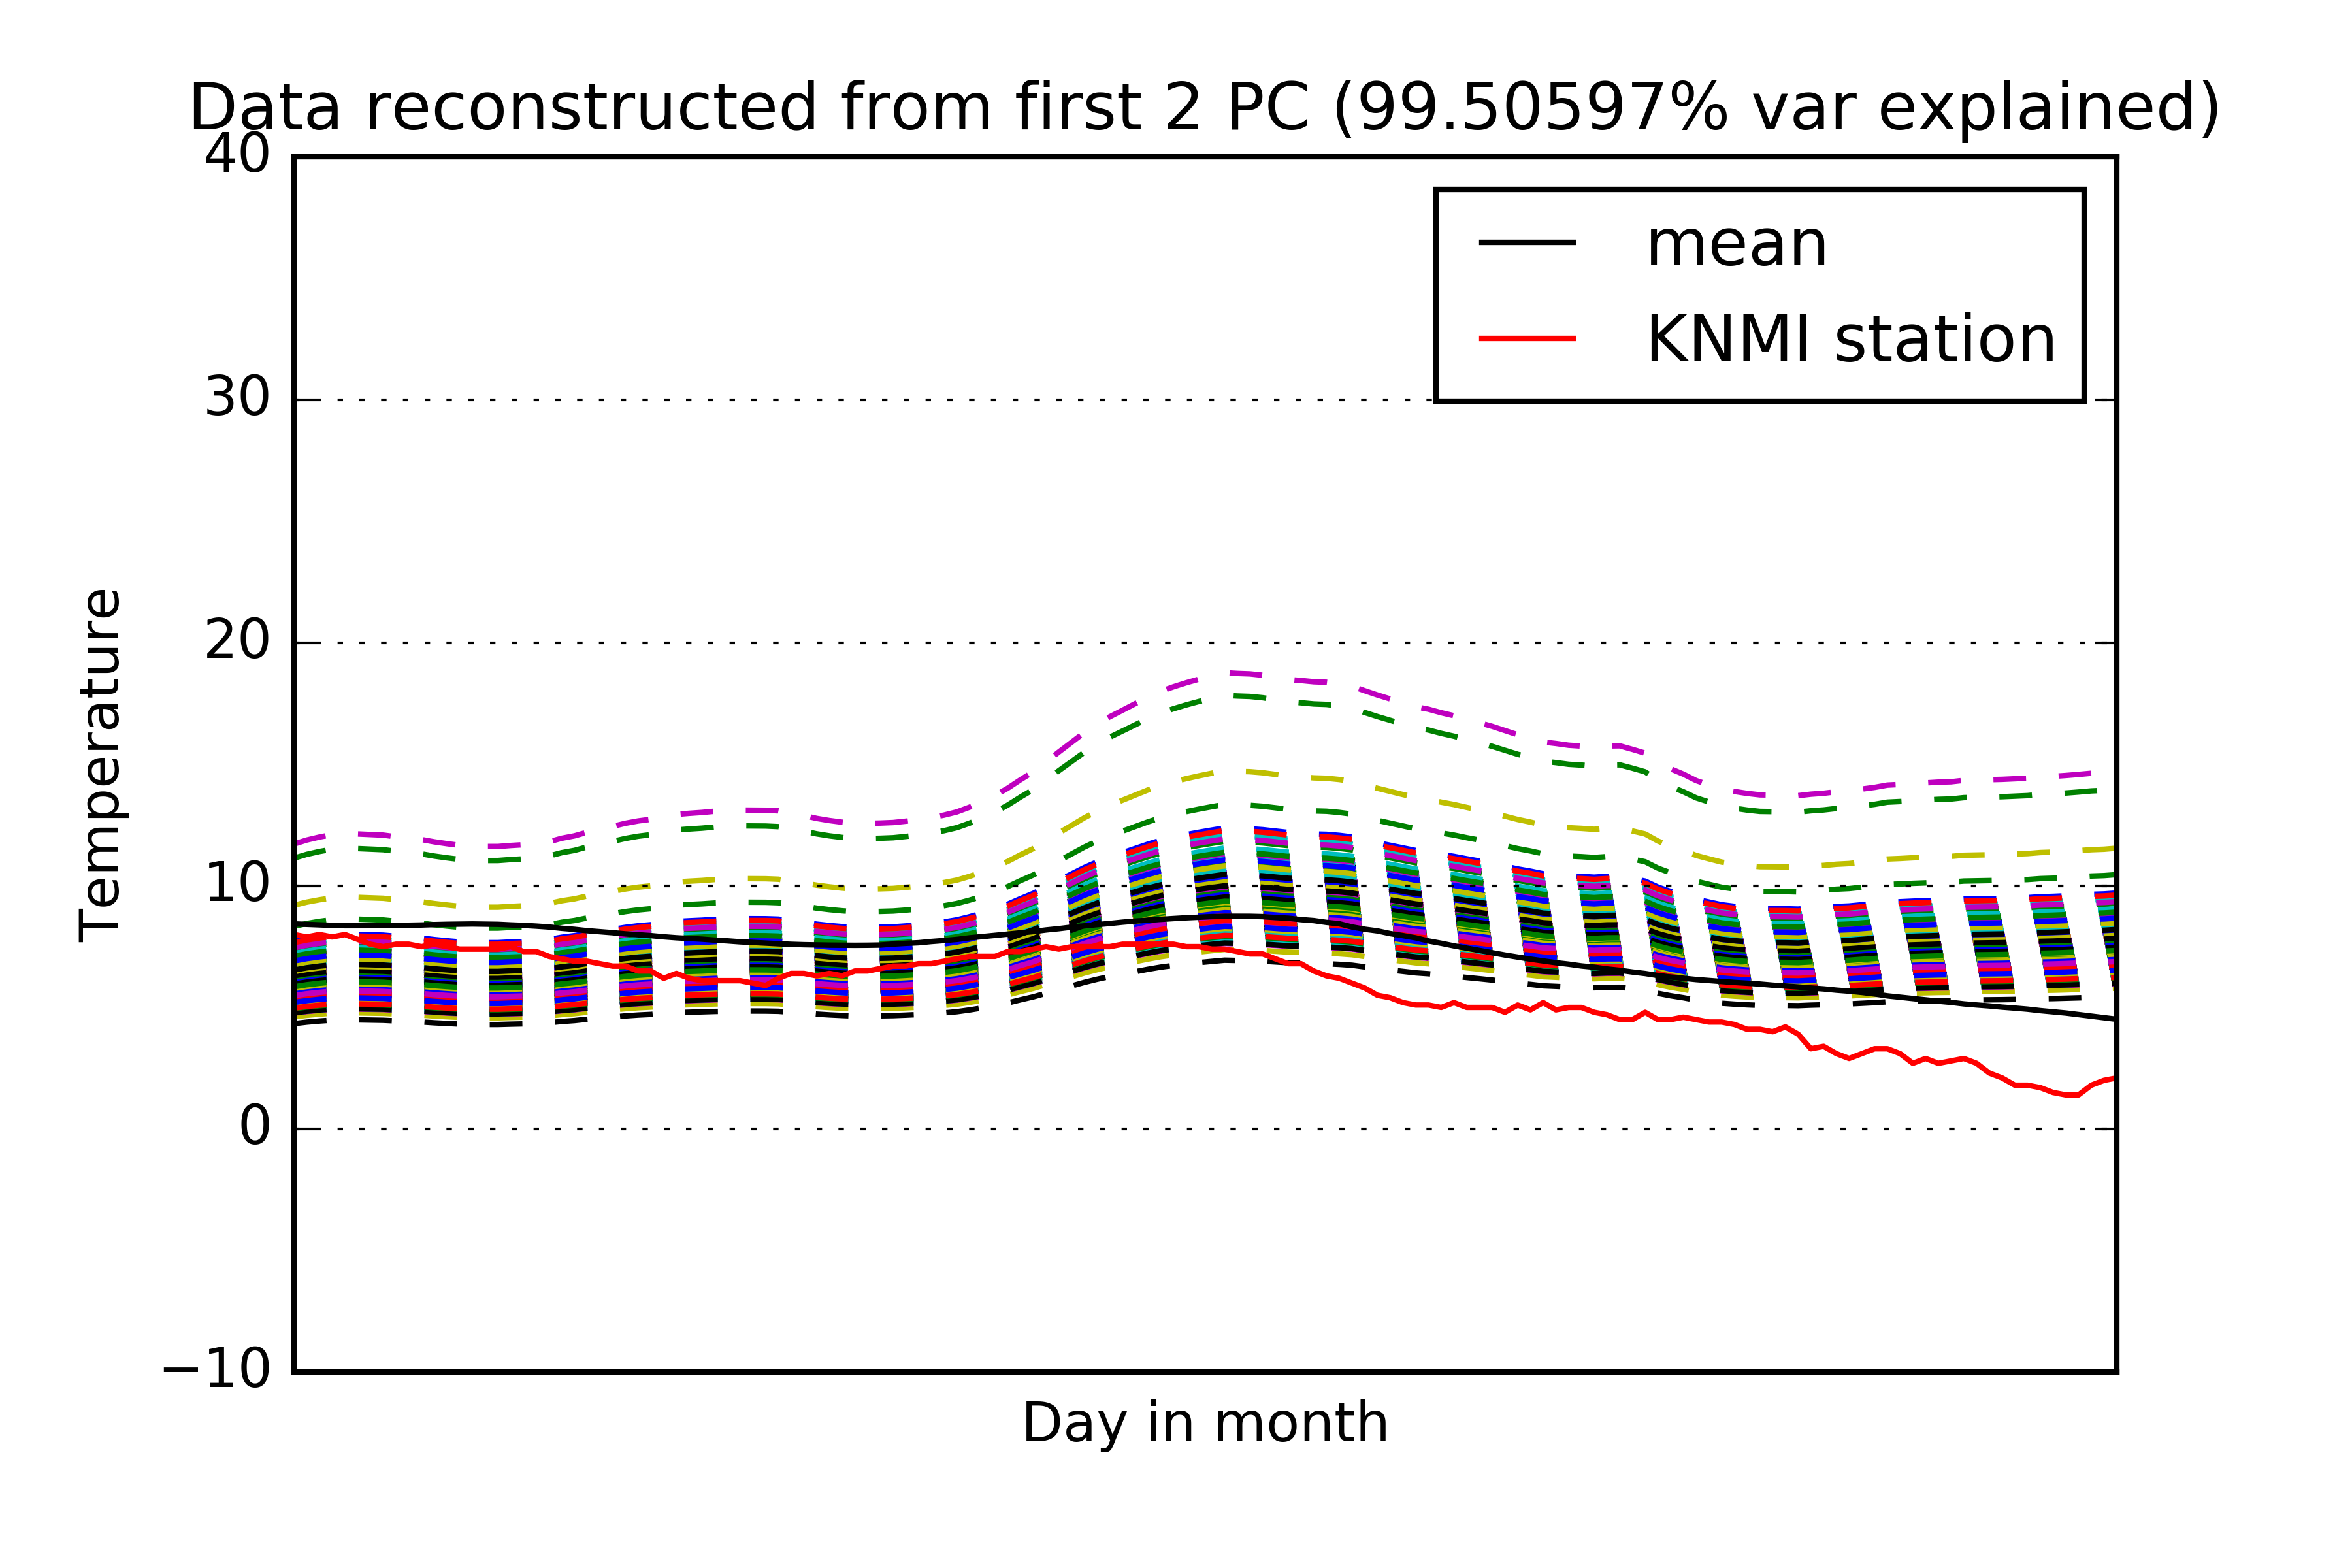 Data reconstructed from first 2 PC (99.50597% var explained)
40
30
20
10
0
−10
Temperature
Day in month
mean
KNMI station